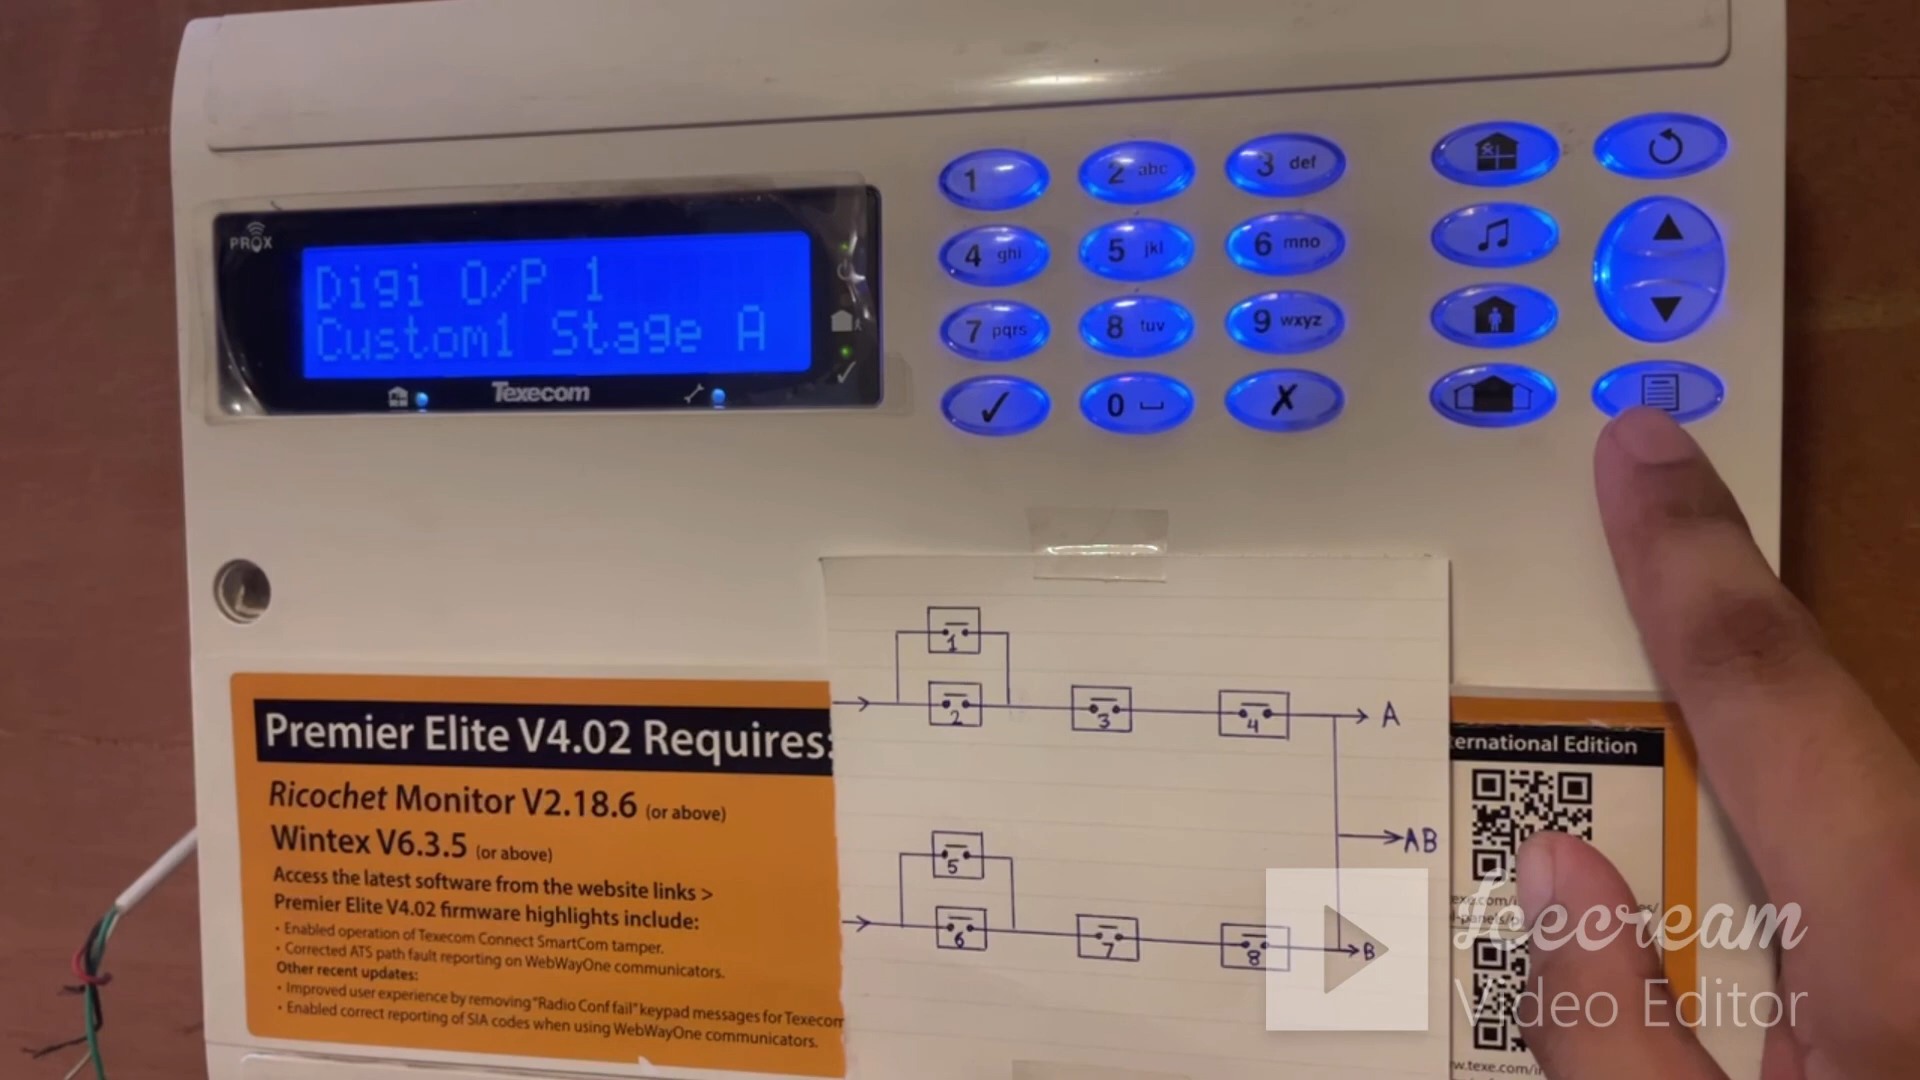 PROX
Digi O/P 1
Custom1 Stage A
Texecom
1
2 abc
3 def
4 ghi
5 jkl
6 mno
7 pqrs
8 tuv
9 wxyz
0
1
2
3
4
A
AB
5
6
7
8
B
Premier Elite V4.02 Requires:
Ricochet Monitor V2.18.6 (or above)
Wintex V6.3.5 (or above)
Access the latest software from the website links >
Premier Elite V4.02 firmware highlights include:
• Enabled operation of Texecom Connect SmartCom tamper.
• Corrected ATS path fault reporting on WebWayOne communicators.
Other recent updates:
• Improved user experience by removing "Radio Conf fail" keypad messages for Texecom
• Enabled correct reporting of SIA codes when using WebWayOne communicators.
ernational Edition
Icecream
Video Editor